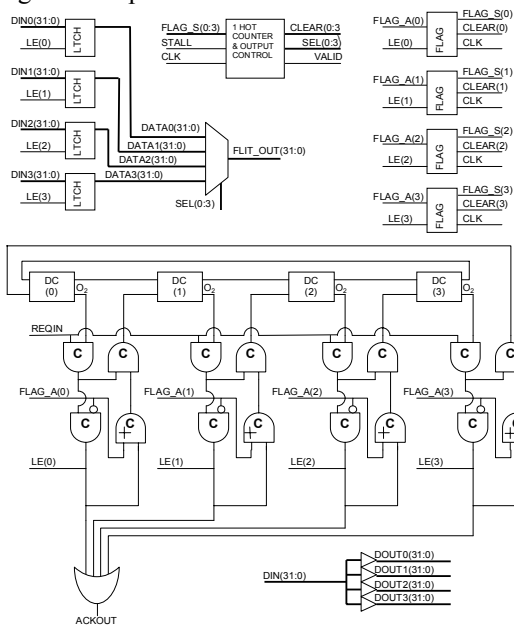 DIN0(31:0)
LE(0)
LTCH
DIN1(31:0)
LE(1)
LTCH
DIN2(31:0)
LE(2)
LTCH
DIN3(31:0)
LE(3)
LTCH
DATA0(31:0)
DATA1(31:0)
DATA2(31:0)
DATA3(31:0)
FLIT_OUT(31:0)
SEL(0:3)
FLAG_S(0:3)
STALL
CLK
1 HOT
COUNTER
& OUTPUT
CONTROL
CLEAR(0:3
SEL(0:3)
VALID
FLAG_A(0)
LE(0)
FLAG
FLAG_S(0)
CLEAR(0)
CLK
FLAG_A(1)
LE(1)
FLAG
FLAG_S(1)
CLEAR(1)
CLK
FLAG_A(2)
LE(2)
FLAG
FLAG_S(2)
CLEAR(2)
CLK
FLAG_A(3)
LE(3)
FLAG
FLAG_S(3)
CLEAR(3)
CLK
DC
(0)
O2
DC
(1)
O2
DC
(2)
O2
DC
(3)
O2
REQIN
C C C C C C C C
FLAG_A(0) FLAG_A(1) FLAG_A(2) FLAG_A(3)
C C C C C C C C
+ + + +
LE(0) LE(1) LE(2) LE(3)
ACKOUT
DIN(31:0)
DOUT0(31:0)
DOUT1(31:0)
DOUT2(31:0)
DOUT3(31:0)